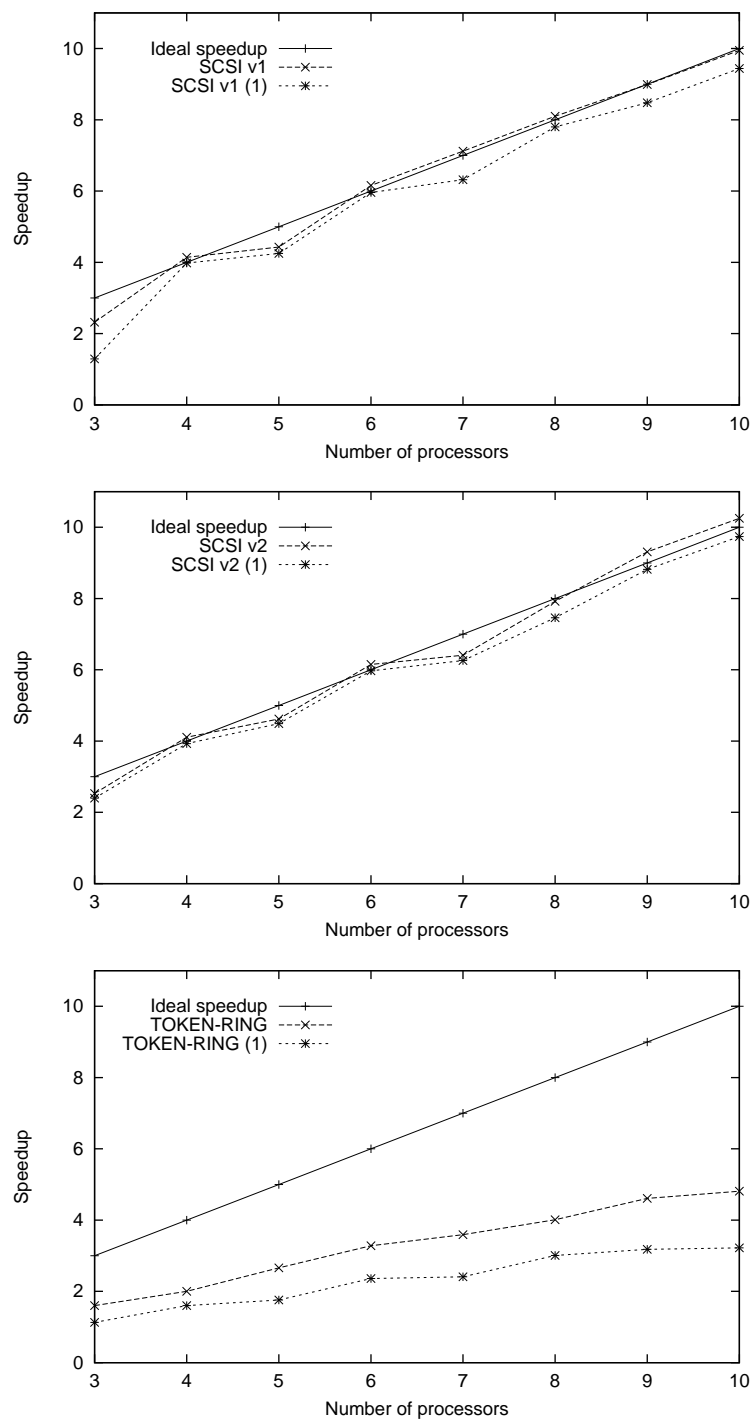 10
8
6
4
2
0
Speedup
Ideal speedup
SCSI v1
SCSI v1 (1)
3 4 5 6 7 8 9 10
Number of processors
10
8
6
4
2
0
Speedup
Ideal speedup
SCSI v2
SCSI v2 (1)
3 4 5 6 7 8 9 10
Number of processors
10
8
6
4
2
0
Speedup
Ideal speedup
TOKEN-RING
TOKEN-RING (1)
3 4 5 6 7 8 9 10
Number of processors